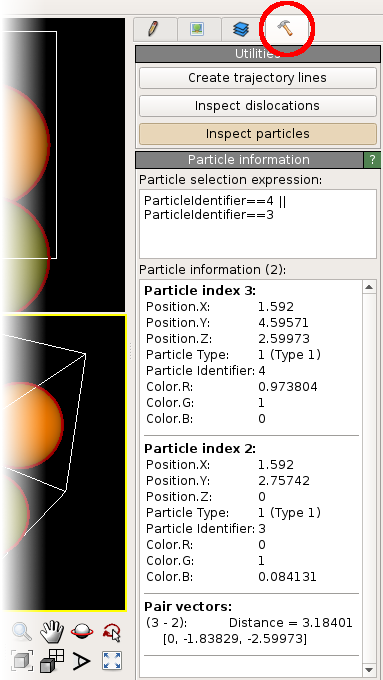 Utilities
Create trajectory lines
Inspect dislocations
Inspect particles
Particle information ?
Particle selection expression:
ParticleIdentifier==4 ||
ParticleIdentifier==3
Particle information (2):
Particle index 3:
Position.X: 1.592
Position.Y: 4.59571
Position.Z: 2.59973
Particle Type: 1 (Type 1)
Particle Identifier: 4
Color.R: 0.973804
Color.G: 1
Color.B: 0
Particle index 2:
Position.X: 1.592
Position.Y: 2.75742
Position.Z: 0
Particle Type: 1 (Type 1)
Particle Identifier: 3
Color.R: 0
Color.G: 1
Color.B: 0.084131
Pair vectors:
(3 - 2): Distance = 3.18401
[0, -1.83829, -2.59973]